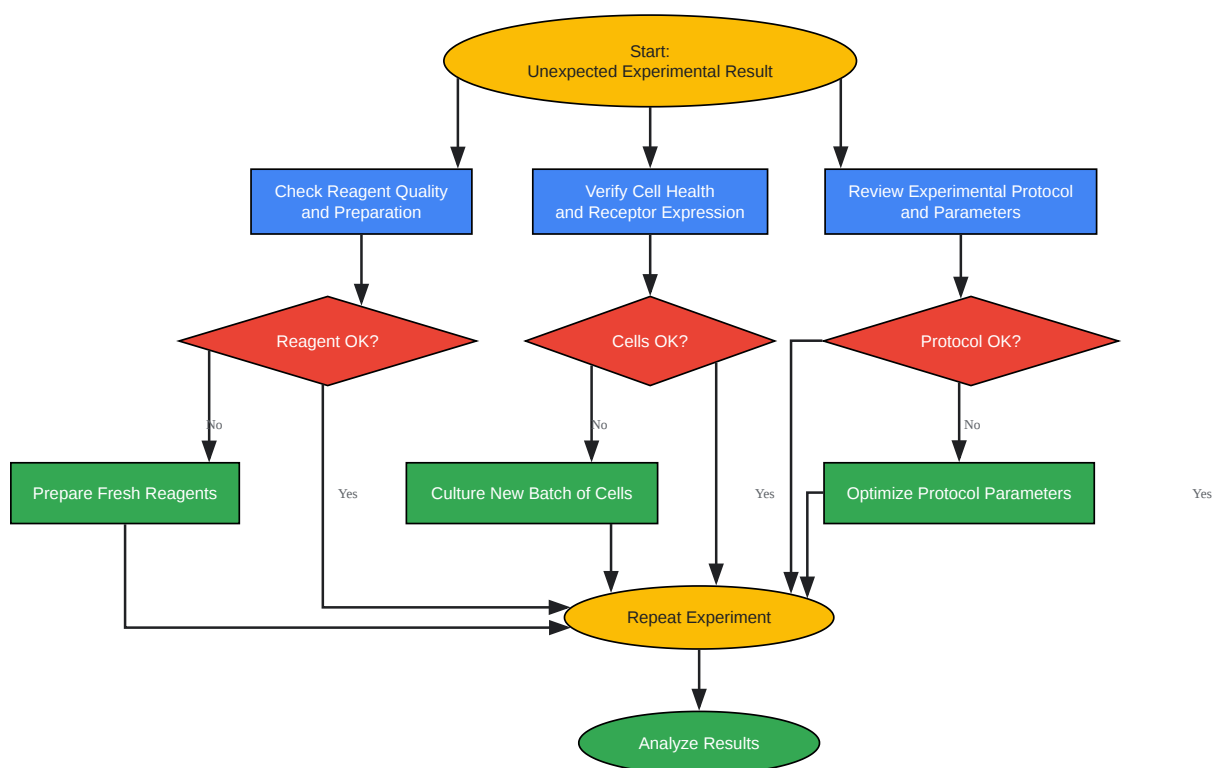 Start:
Unexpected Experimental Result
Check Reagent Quality
and Preparation
Verify Cell Health
and Receptor Expression
Review Experimental Protocol
and Parameters
Reagent OK?
Cells OK?
Protocol OK?
No
No
No
Prepare Fresh Reagents
Yes
Culture New Batch of Cells
Yes
Optimize Protocol Parameters
Yes
Repeat Experiment
Analyze Results